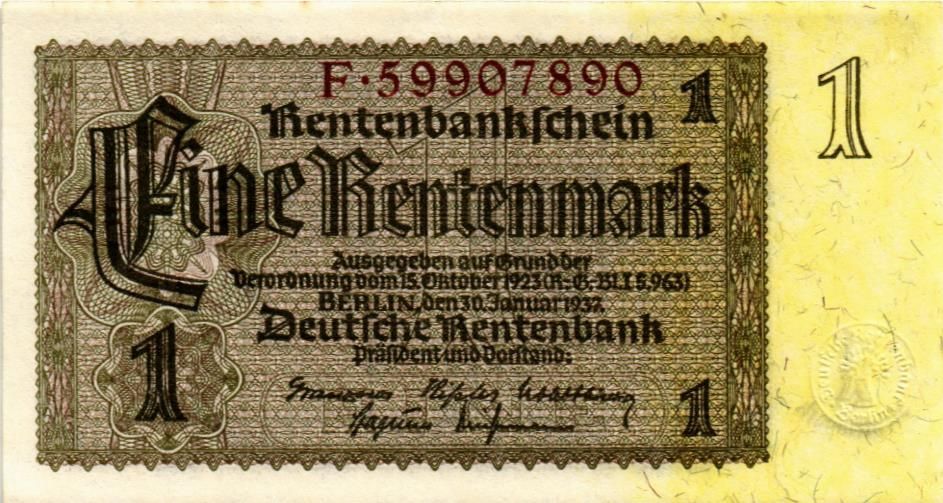 F·59907890
1
Rentenbankschein
1
Eine Rentenmark
Ausgegeben auf Grund der
Verordnung vom 15. Oktober 1923 (R.-G.-Bl. I S. 963)
BERLIN, den 30. Januar 1937.
Deutsche Rentenbank
Präsident und Vorstand:
1
1
Berlin